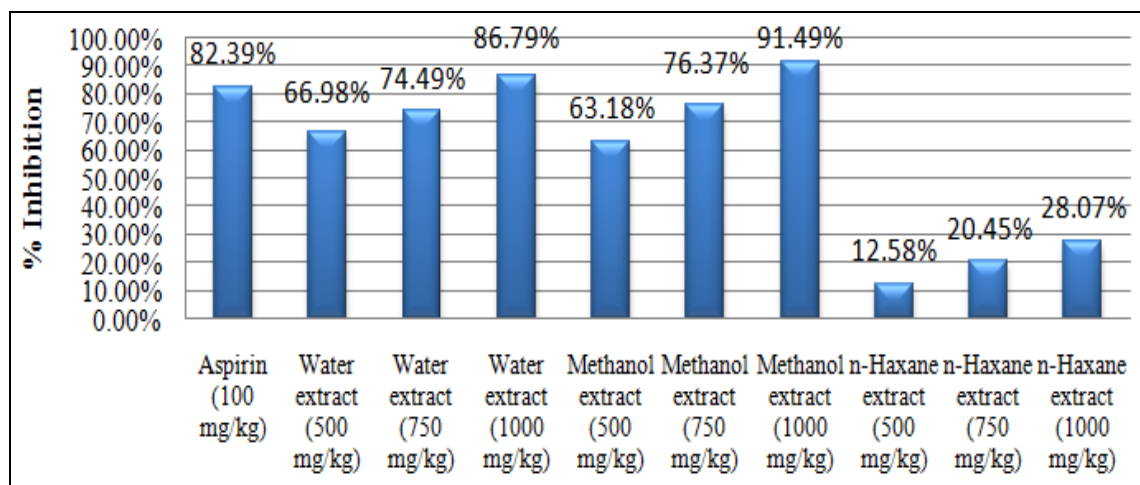 % Inhibition
100.00%
90.00%
80.00%
70.00%
60.00%
50.00%
40.00%
30.00%
20.00%
10.00%
0.00%
82.39%
66.98%
74.49%
86.79%
63.18%
76.37%
91.49%
12.58%
20.45%
28.07%
Aspirin
(100
mg/kg)
Water
extract
(500
mg/kg)
Water
extract
(750
mg/kg)
Water
extract
(1000
mg/kg)
Methanol
extract
(500
mg/kg)
Methanol
extract
(750
mg/kg)
Methanol
extract
(1000
mg/kg)
n-Haxane
extract
(500
mg/kg)
n-Haxane
extract
(750
mg/kg)
n-Haxane
extract
(1000
mg/kg)